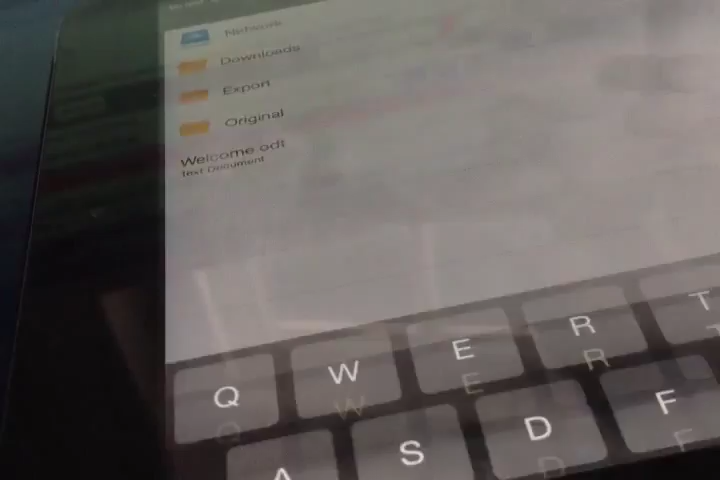 Network
Downloads
Export
Original
Welcome odt
Text Document
Q W E R T
A S D F